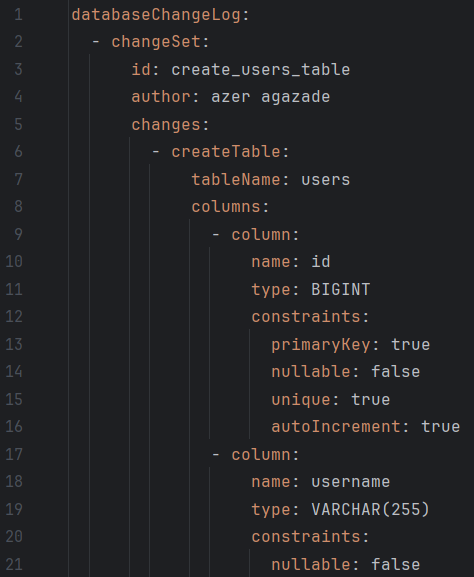 1 databaseChangeLog:
2 - changeSet:
3 id: create_users_table
4 author: azer agazade
5 changes:
6 - createTable:
7 tableName: users
8 columns:
9 - column:
10 name: id
11 type: BIGINT
12 constraints:
13 primaryKey: true
14 nullable: false
15 unique: true
16 autoIncrement: true
17 - column:
18 name: username
19 type: VARCHAR(255)
20 constraints:
21 nullable: false